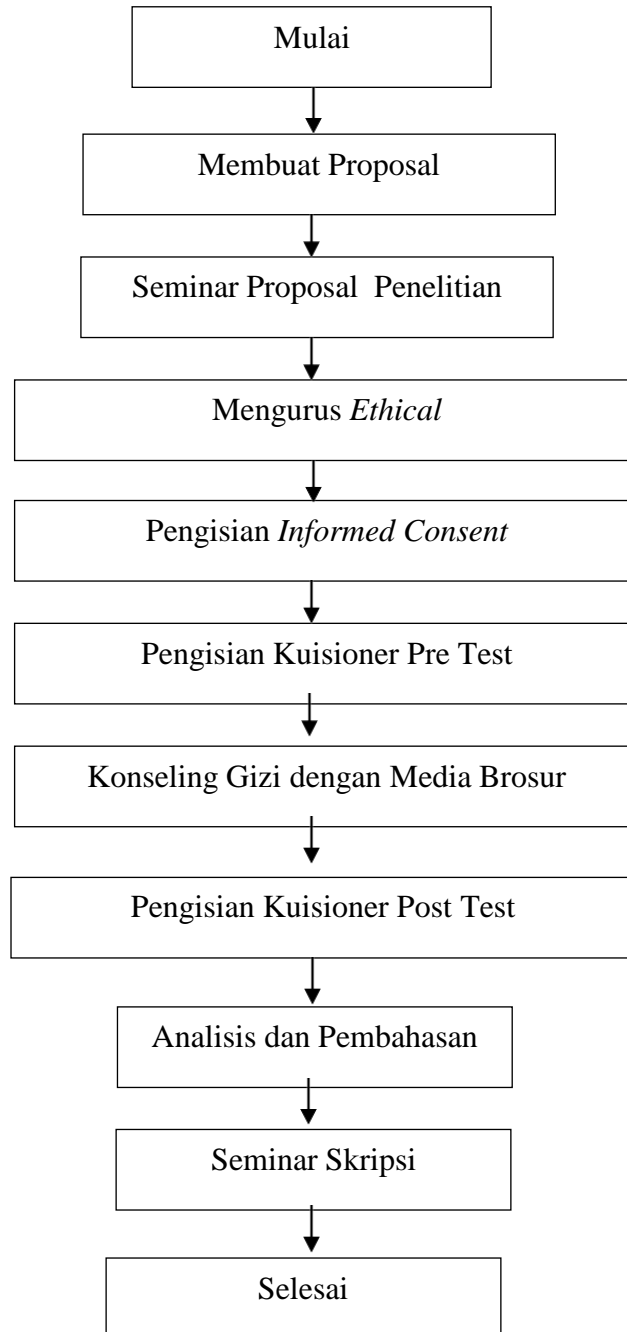 Mulai
Membuat Proposal
Seminar Proposal  Penelitian
Mengurus Ethical
Pengisian Informed Consent
Pengisian Kuisioner Pre Test
Konseling Gizi dengan Media Brosur
Pengisian Kuisioner Post Test
Analisis dan Pembahasan
Seminar Skripsi
Selesai